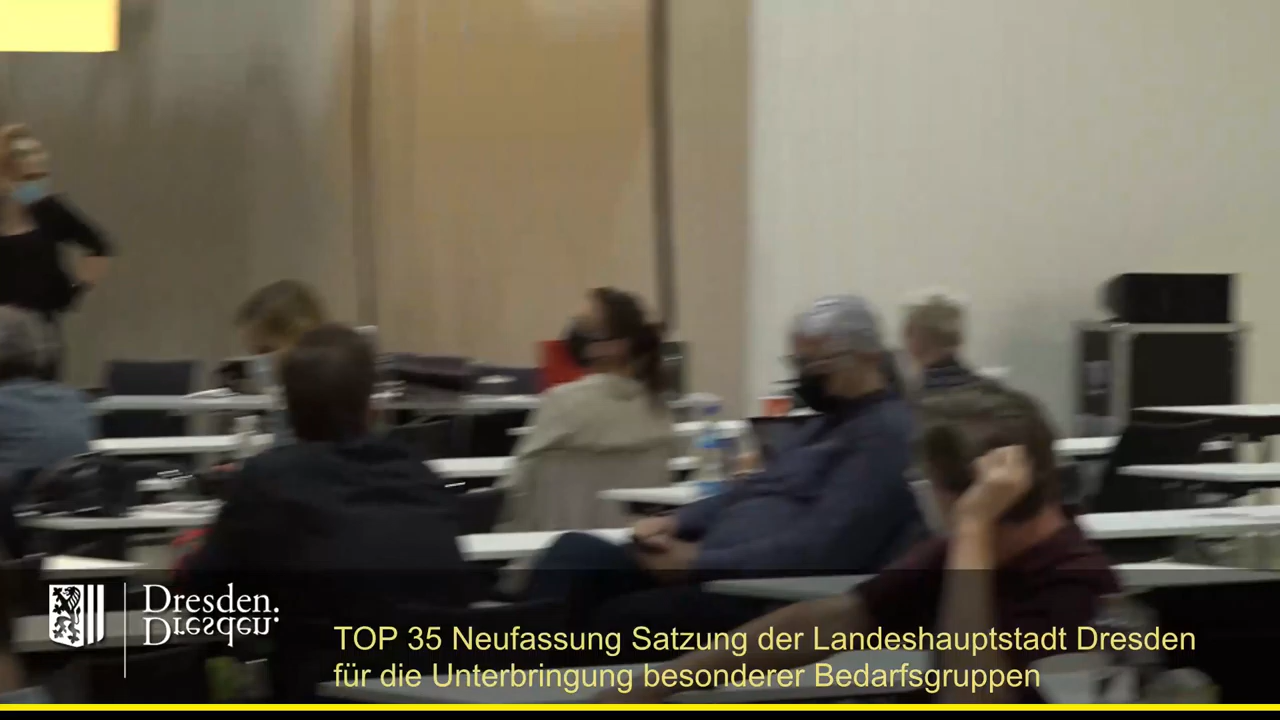 Dresden.
Dresden.
TOP 35 Neufassung Satzung der Landeshauptstadt Dresden
für die Unterbringung besonderer Bedarfsgruppen